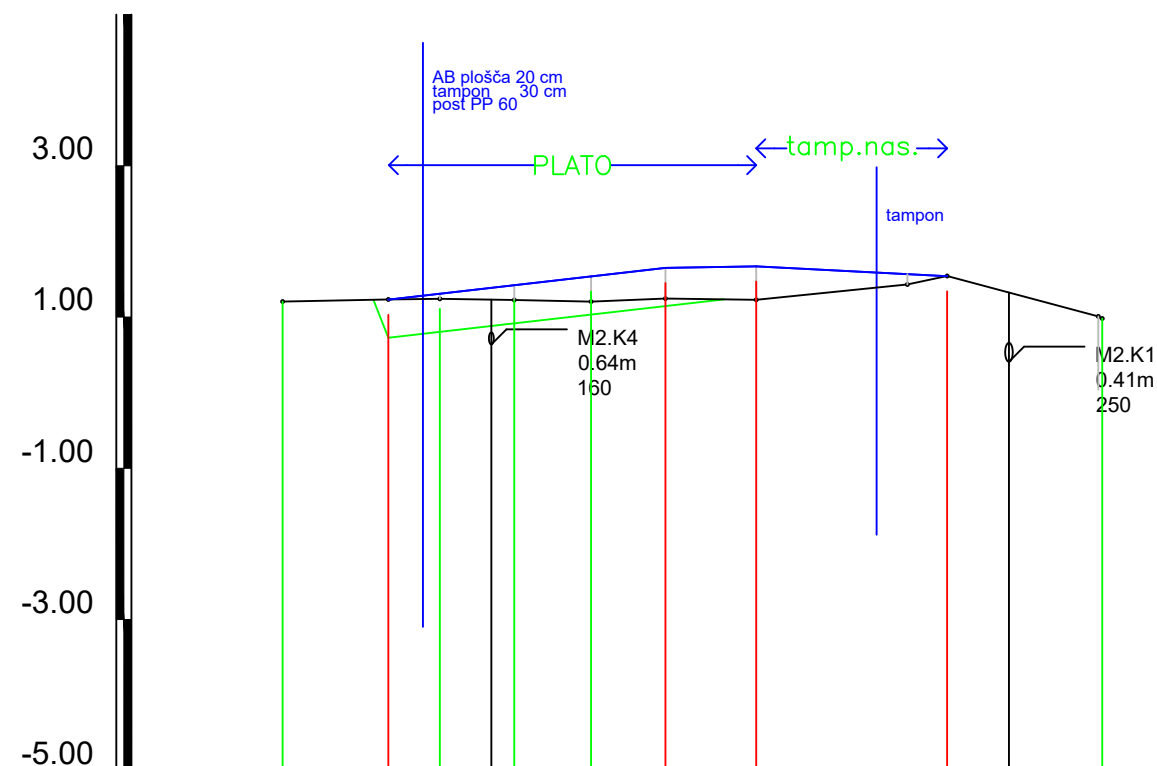 AB plošča 20 cm
tampon 30 cm
post PP 60
3.00
PLATO
tamp.nas.
tampon
1.00
M2.K4
0.64m
160
M2.K1
0.41m
250
-1.00
-3.00
-5.00